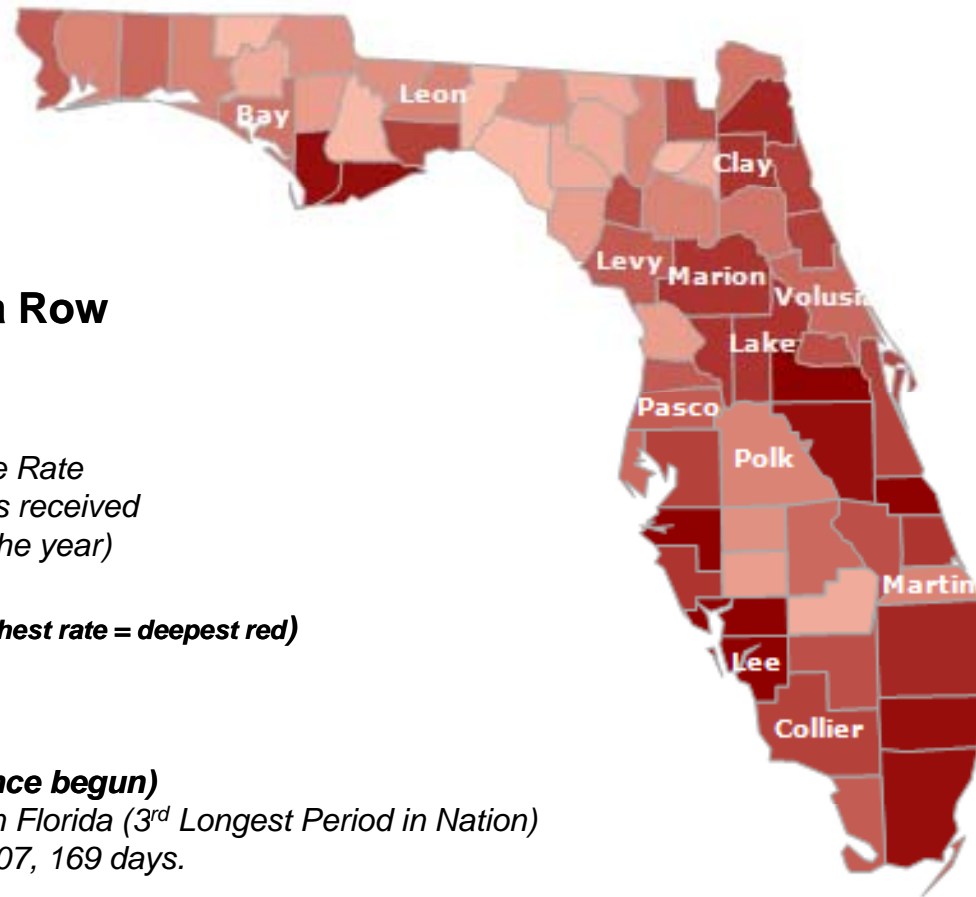 Leon
Bay
Clay
Levy
Marion
a Row
Volusi
Lake
Pasco
Polk
e Rate
s received
he year)
Martin
hest rate = deepest red)
Lee
Collier
nce begun)
n Florida (3rd Longest Period in Nation)
07, 169 days.